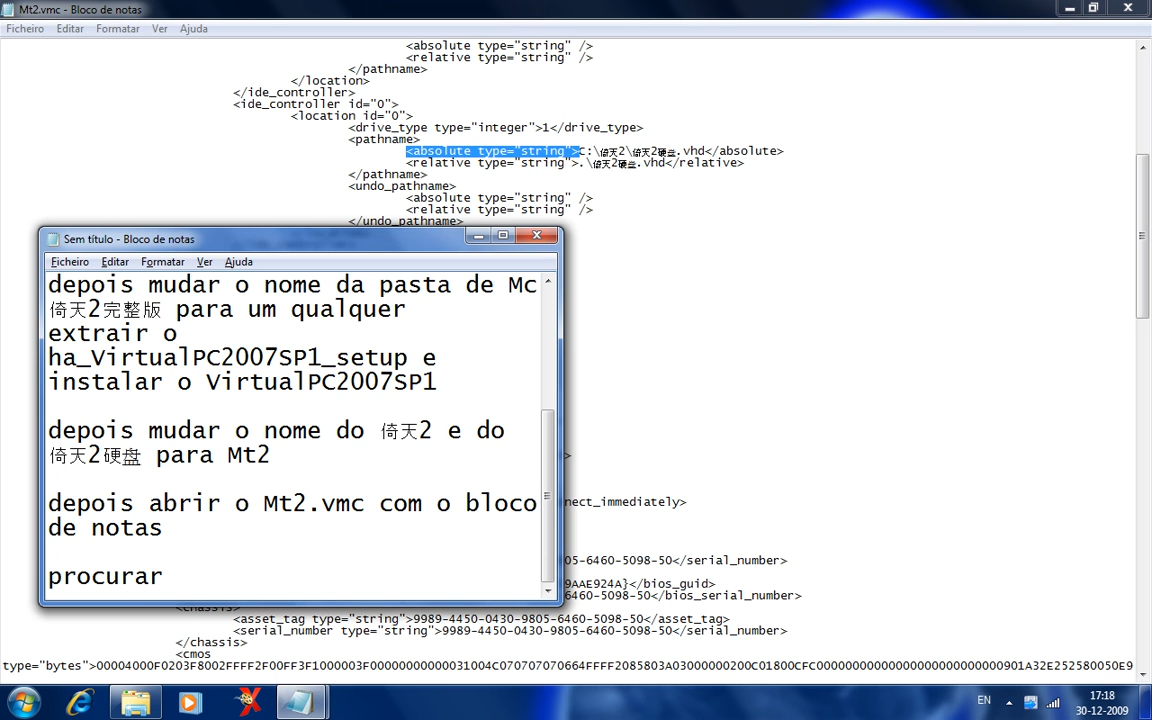 Mt2.vmc - Bloco de notas
Ficheiro Editar Formatar Ver Ajuda
<absolute type="string" />
<relative type="string" />
</pathname>
</location>
</ide_controller>
<ide_controller id="0">
<location id="0">
<drive_type type="integer">1</drive_type>
<pathname>
<absolute type="string">C:\倚天2\倚天2硬盘.vhd</absolute>
<relative type="string">.\倚天2硬盘.vhd</relative>
</pathname>
<undo_pathname>
<absolute type="string" />
<relative type="string" />
</undo_pathname>
Sem título - Bloco de notas
Ficheiro Editar Formatar Ver Ajuda
depois mudar o nome da pasta de Mc
倚天2完整版 para um qualquer
extrair o
ha_VirtualPC2007SP1_setup e
instalar o VirtualPC2007SP1
depois mudar o nome do 倚天2 e do
倚天2硬盘 para Mt2
depois abrir o Mt2.vmc com o bloco
de notas
procurar
>
nect_immediately>
05-6460-5098-50</serial_number>
9AAE924A}</bios_guid>
6460-5098-50</bios_serial_number>
<chassis>
<asset_tag type="string">9989-4450-0430-9805-6460-5098-50</asset_tag>
<serial_number type="string">9989-4450-0430-9805-6460-5098-50</serial_number>
</chassis>
<cmos
EN
17:18
30-12-2009